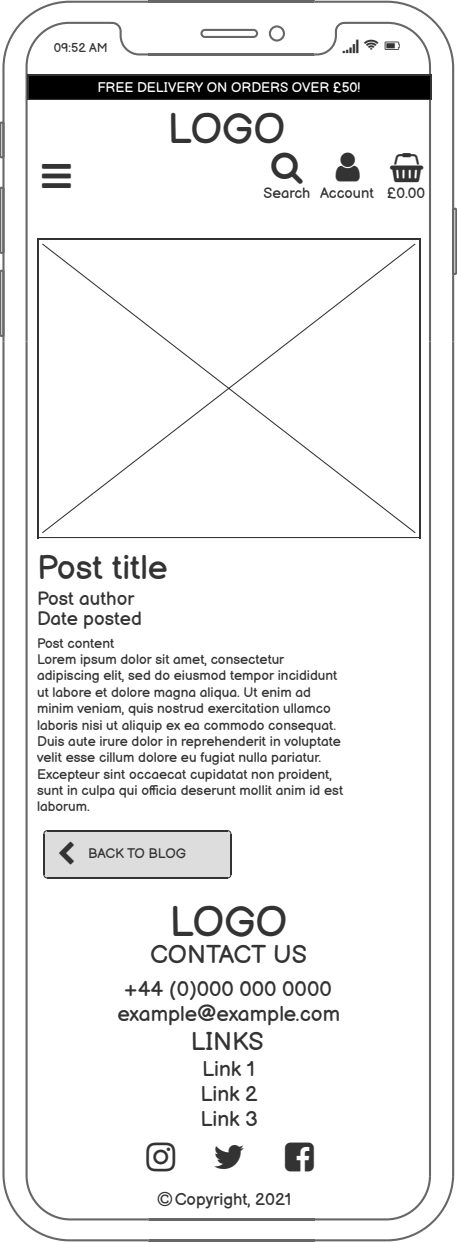 09:52 AM
FREE DELIVERY ON ORDERS OVER £50!
LOGO
Search Account £0.00
Post title
Post author
Date posted
Post content
Lorem ipsum dolor sit amet, consectetur
adipiscing elit, sed do eiusmod tempor incididunt
ut labore et dolore magna aliqua. Ut enim ad
minim veniam, quis nostrud exercitation ullamco
laboris nisi ut aliquip ex ea commodo consequat.
Duis aute irure dolor in reprehenderit in voluptate
velit esse cillum dolore eu fugiat nulla pariatur.
Excepteur sint occaecat cupidatat non proident,
sunt in culpa qui officia deserunt mollit anim id est
laborum.
BACK TO BLOG
LOGO
CONTACT US
+44 (0)000 000 0000
example@example.com
LINKS
Link 1
Link 2
Link 3
© Copyright, 2021